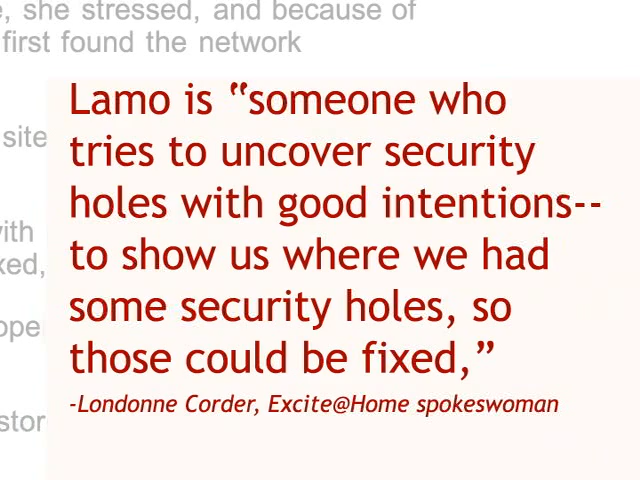 , she stressed, and because of
first found the network
Lamo is “someone who
site
tries to uncover security
holes with good intentions--
to show us where we had
some security holes, so
those could be fixed,”
-Londonne Corder, Excite@Home spokeswoman